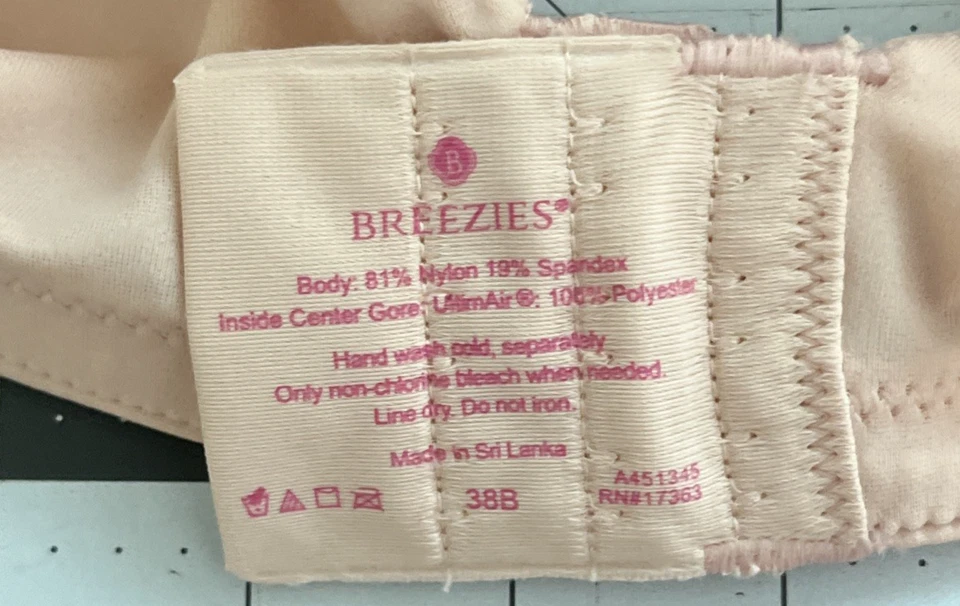 B
BREEZIES®
Body: 81% Nylon 19% Spandex
Inside Center Gore: UltimAir®: 100% Polyester
Hand wash cold, separately
Only non-chlorine bleach when needed.
Line dry. Do not iron.
Made in Sri Lanka
38B
A451345
RN#17363